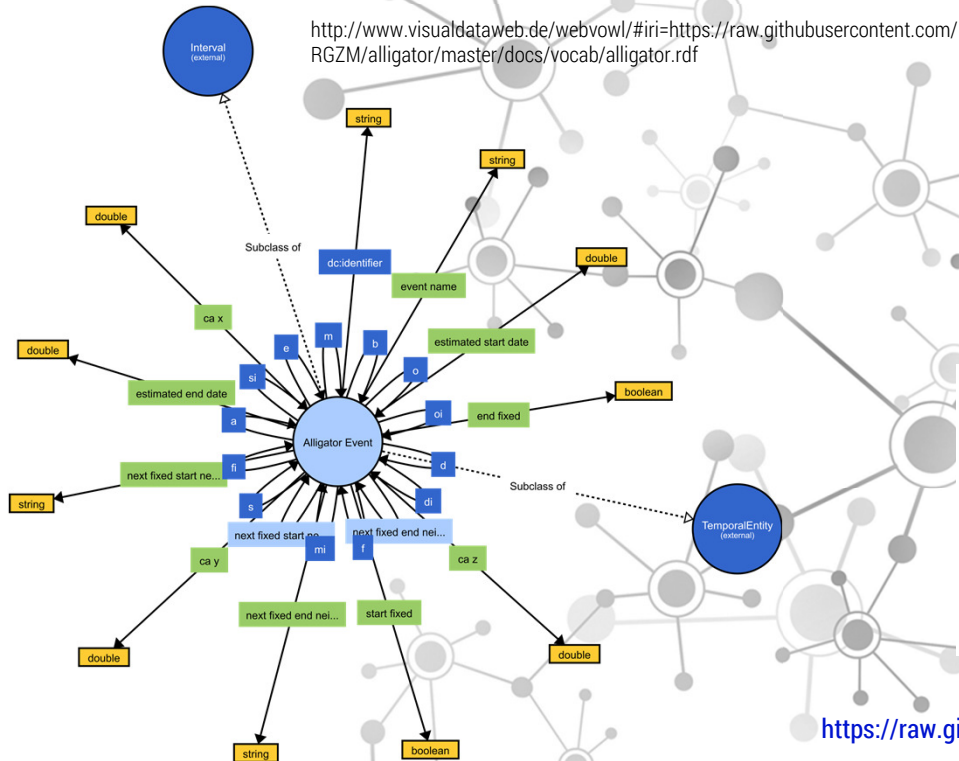 http://www.visualdataweb.de/webvowl/#iri=https://raw.githubusercontent.com/
RGZM/alligator/master/docs/vocab/alligator.rdf
Interval
(external)
string
string
double
Subclass of
dc:identifier
double
event name
ca x
e
m
b
estimated start date
double
si
o
estimated end date
boolean
a
oi
end fixed
Alligator Event
fi
d
next fixed start ne...
Subclass of
string
s
di
TemporalEntity
(external)
next fixed start ne...
next fixed end nei...
mi
f
ca y
ca z
next fixed end nei...
start fixed
double
double
string
boolean
https://raw.gi